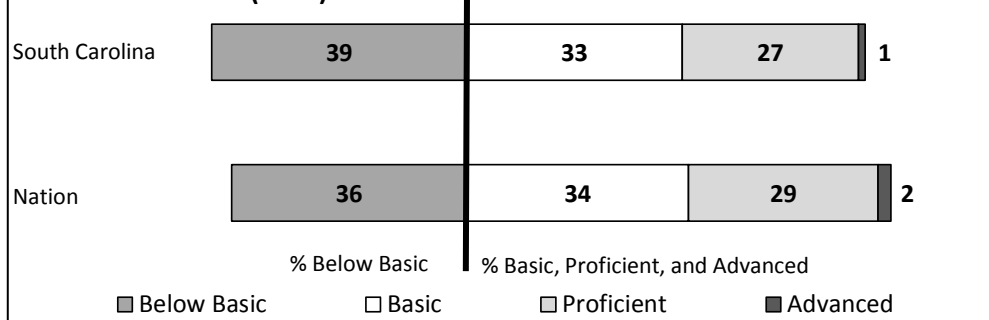 South Carolina 39 33 27 1
Nation 36 34 29 2
% Below Basic % Basic, Proficient, and Advanced
Below Basic Basic Proficient Advanced